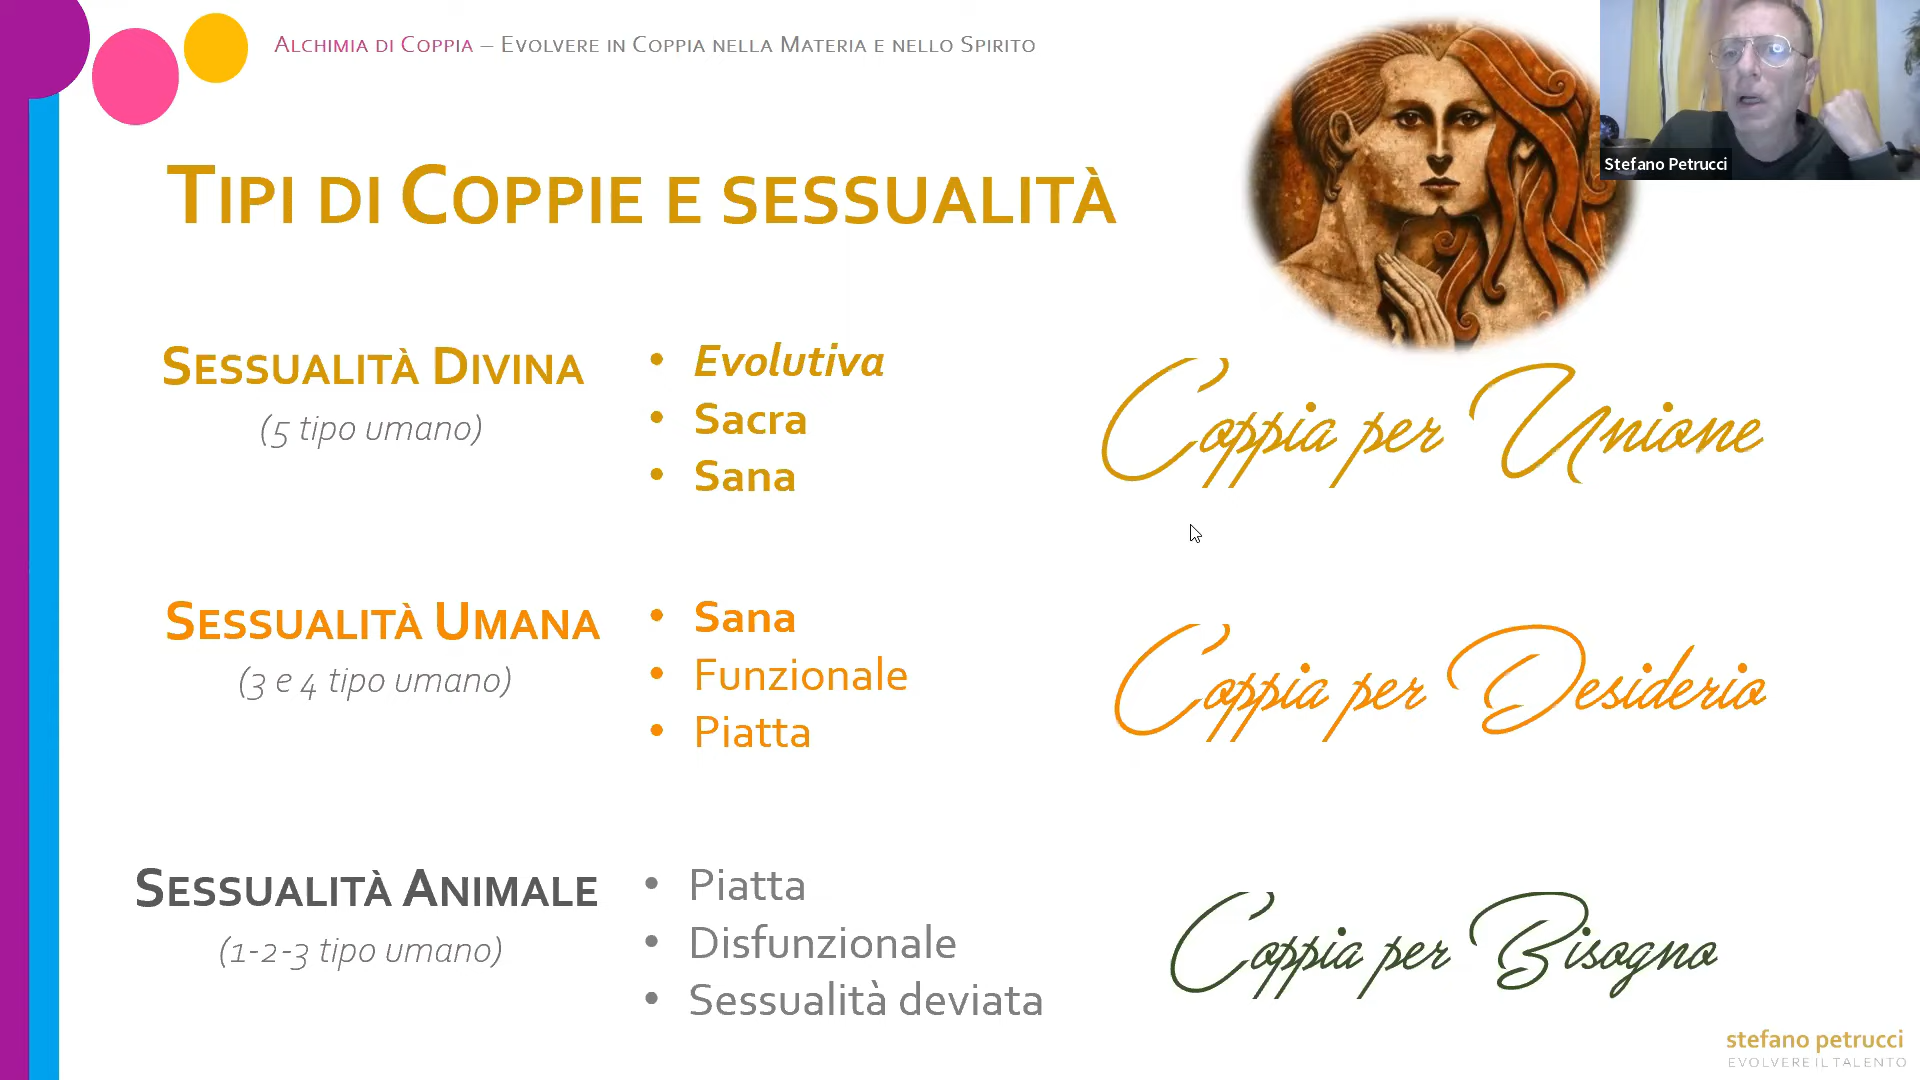 Alchimia di Coppia – Evolvere in Coppia nella Materia e nello Spirito
Stefano Petrucci
Tipi di Coppie e sessualità
Sessualità Divina
(5 tipo umano)
• Evolutiva
• Sacra
• Sana
Coppia per Unione
Sessualità Umana
(3 e 4 tipo umano)
• Sana
• Funzionale
• Piatta
Coppia per Desiderio
Sessualità Animale
(1-2-3 tipo umano)
• Piatta
• Disfunzionale
• Sessualità deviata
Coppia per Bisogno
stefano petrucci
EVOLVERE IL TALENTO